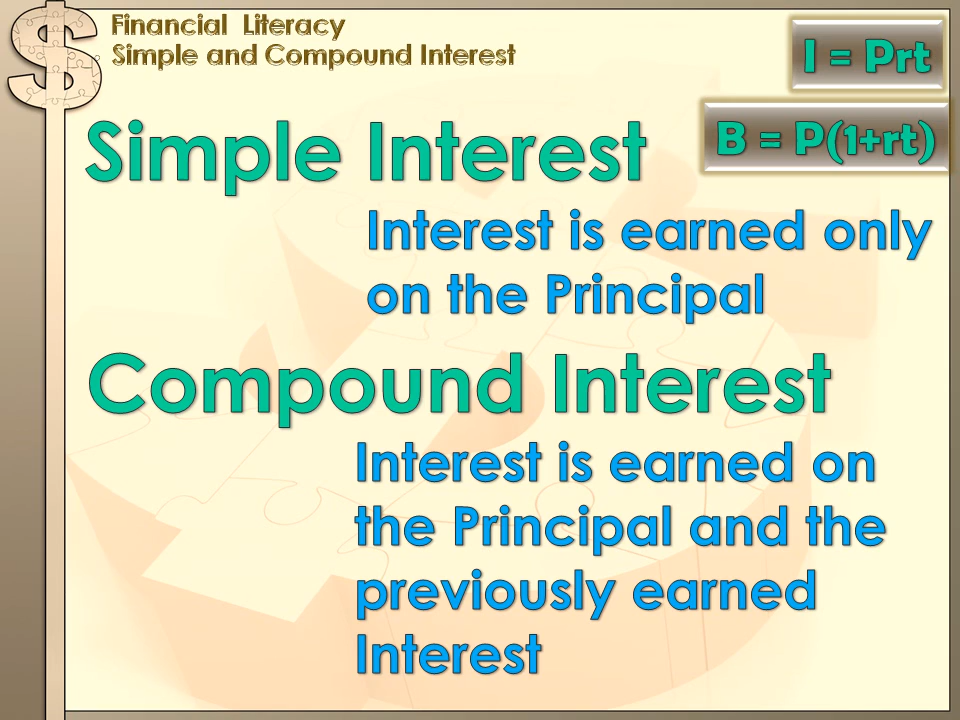 Financial Literacy
Simple and Compound Interest
I = Prt
B = P(1+rt)
Simple Interest
Interest is earned only
on the Principal
Compound Interest
Interest is earned on
the Principal and the
previously earned
Interest